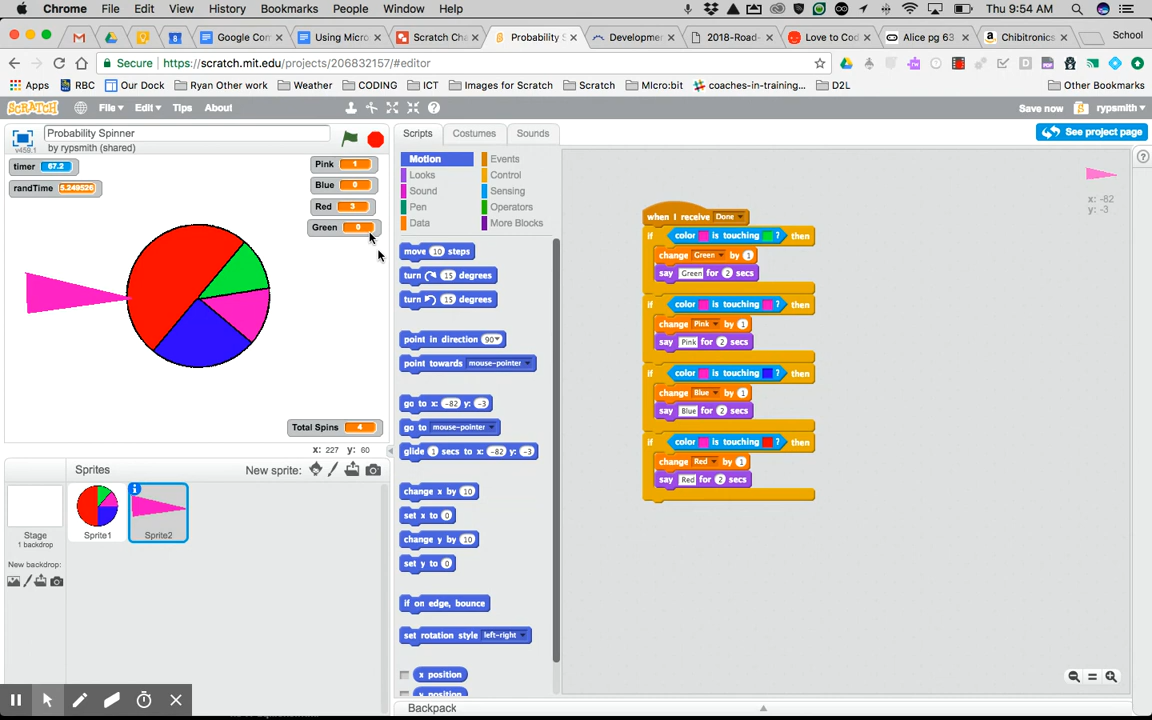 Chrome File Edit View History Bookmarks People Window Help Thu 9:54 AM
Google Con Using Micro Scratch Cha Probability S Developmen 2018-Road- Love to Cod Alice pg 63 Chibitronics School
Secure https://scratch.mit.edu/projects/206832157/#editor
Apps RBC Our Dock Ryan Other work Weather CODING ICT Images for Scratch Scratch Micro:bit coaches-in-training... D2L Other Bookmarks
SCRATCH File Edit Tips About Save now rypsmith
Probability Spinner
by rypsmith (shared)
v459.1
Scripts Costumes Sounds See project page
timer 67.2
randTime 5.249526
Pink 1
Blue 0
Red 3
Green 0
Total Spins 4
x: 227 y: 60
Motion Events
Looks Control
Sound Sensing
Pen Operators
Data More Blocks
move 10 steps
turn 15 degrees
turn 15 degrees
point in direction 90
point towards mouse-pointer
go to x: -82 y: -3
go to mouse-pointer
glide 1 secs to x: -82 y: -3
change x by 10
set x to 0
change y by 10
set y to 0
if on edge, bounce
set rotation style left-right
x position
y position
when I receive Done
if color is touching ? then
change Green by 1
say Green for 2 secs
if color is touching ? then
change Pink by 1
say Pink for 2 secs
if color is touching ? then
change Blue by 1
say Blue for 2 secs
if color is touching ? then
change Red by 1
say Red for 2 secs
x: -82
y: -3
Sprites New sprite:
Stage
1 backdrop
New backdrop:
Sprite1
Sprite2
Backpack